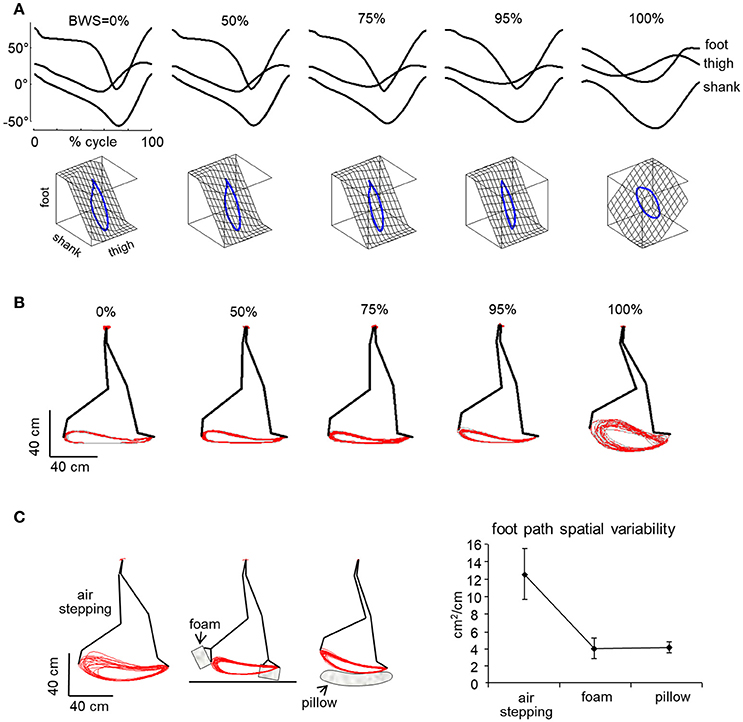 A
BWS=0% 50% 75% 95% 100%
50°
0°
-50°
foot
thigh
shank
0 % cycle 100
foot
shank
thigh
B
0% 50% 75% 95% 100%
40 cm
40 cm
C
air
stepping
foam
pillow
40 cm
40 cm
foot path spatial variability
cm²/cm
16
14
12
10
8
6
4
2
0
air
stepping
foam
pillow